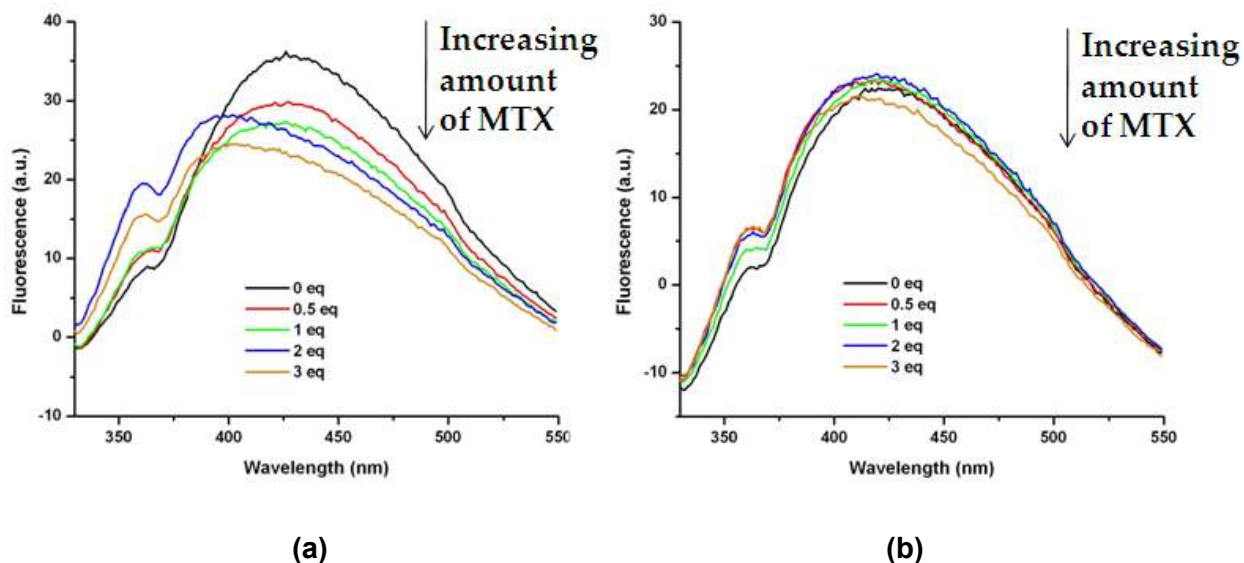 40
30
20
10
0
-10
Fluorescence (a.u.)
350
400
450
500
550
Wavelength (nm)
Increasing
amount
of MTX
0 eq
0.5 eq
1 eq
2 eq
3 eq
(a)
30
20
10
0
-10
Fluorescence (a.u.)
350
400
450
500
550
Wavelength (nm)
Increasing
amount
of MTX
0 eq
0.5 eq
1 eq
2 eq
3 eq
(b)